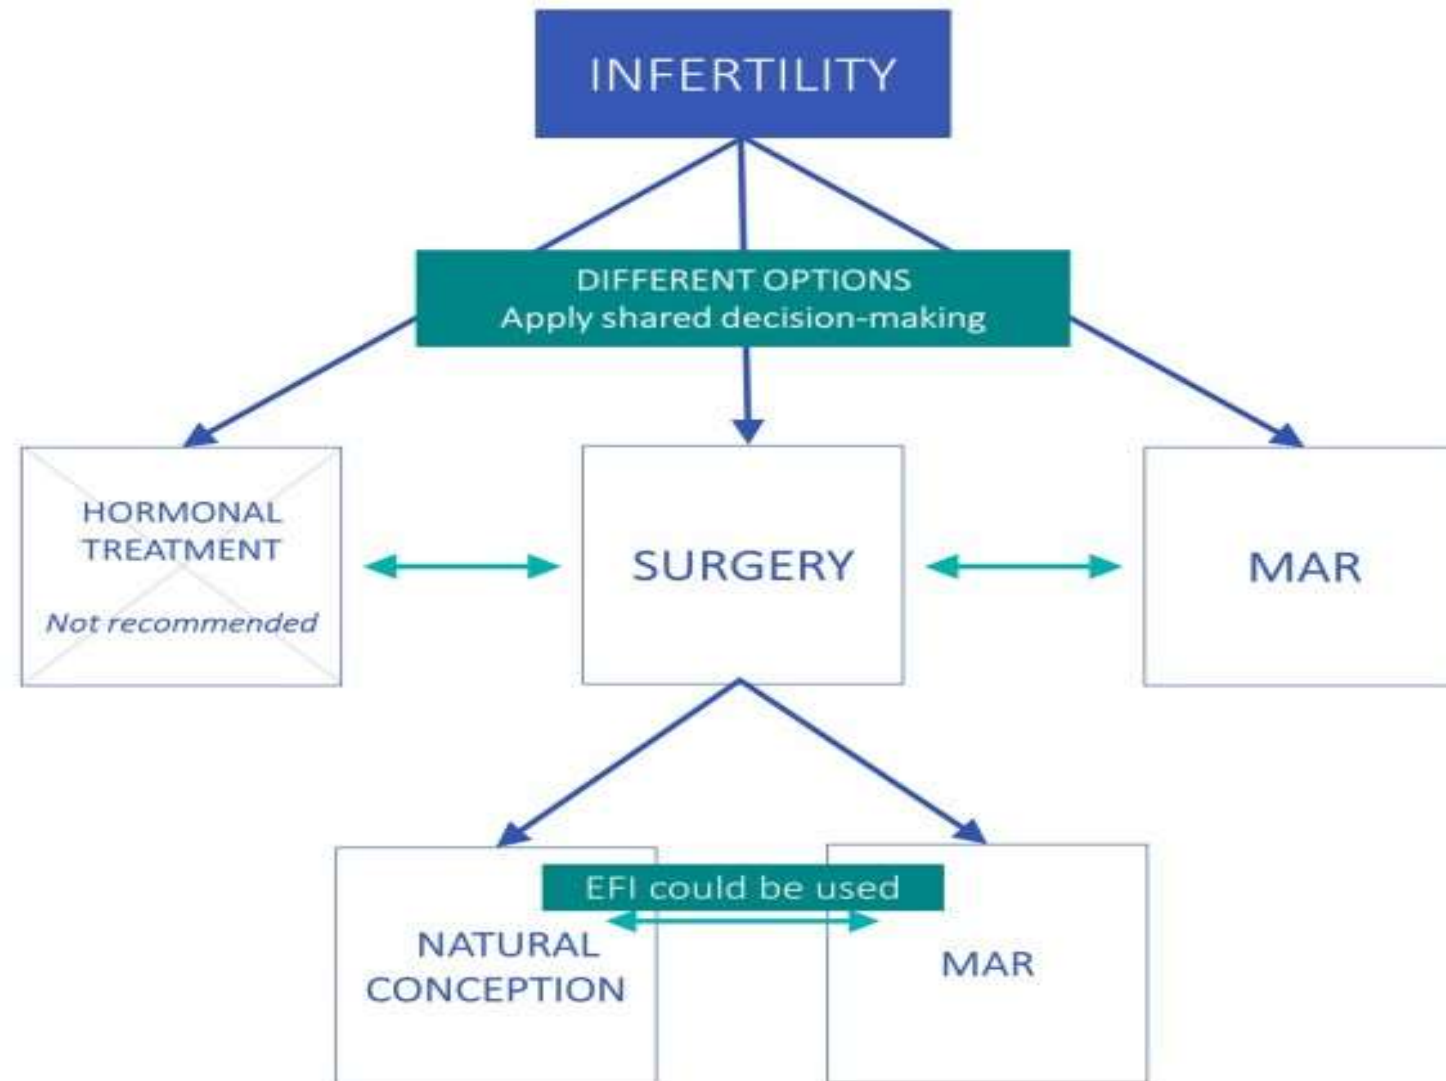 INFERTILITY
DIFFERENT OPTIONS
Apply shared decision-making
HORMONAL
TREATMENT
Not recommended
SURGERY
MAR
EFI could be used
NATURAL
CONCEPTION
MAR